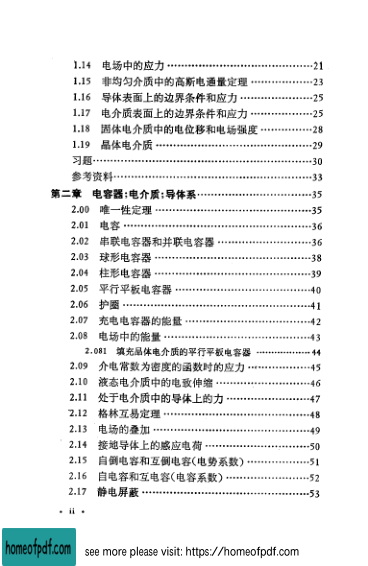 1.14 电场中的应力 ……………………………………21
1.15 非均匀介质中的高斯电通量定理 ………………23
1.16 导体表面上的边界条件和应力 …………………25
1.17 电介质表面上的边界条件和应力 ………………25
1.18 固体电介质中的电位移和电场强度 ……………28
1.19 晶体电介质 ………………………………………29
习题 ……………………………………………………30
参考资料 ………………………………………………33
第二章 电容器;电介质;导体系 ……………………35
2.00 唯一性定理 ………………………………………35
2.01 电容 ………………………………………………36
2.02 串联电容器和并联电容器 ………………………36
2.03 球形电容器 ………………………………………38
2.04 柱形电容器 ………………………………………39
2.05 平行平板电容器 …………………………………40
2.06 护圈 ………………………………………………41
2.07 充电电容器的能量 ………………………………42
2.08 电场中的能量 ……………………………………43
2.081 填充晶体电介质的平行平板电容器 ……………44
2.09 介电常数为密度的函数时的应力 ………………45
2.10 液态电介质中的电致伸缩 ………………………46
2.11 处于电介质中的导体上的力 ……………………47
2.12 格林互易定理 ……………………………………48
2.13 电场的叠加 ………………………………………49
2.14 接地导体上的感应电荷 …………………………50
2.15 自倒电容和互倒电容(电势系数) ………………51
2.16 自电容和互电容(电容系数) ……………………52
2.17 静电屏蔽 …………………………………………53
• ii •
homeofpdf.com see more please visit: https://homeofpdf.com